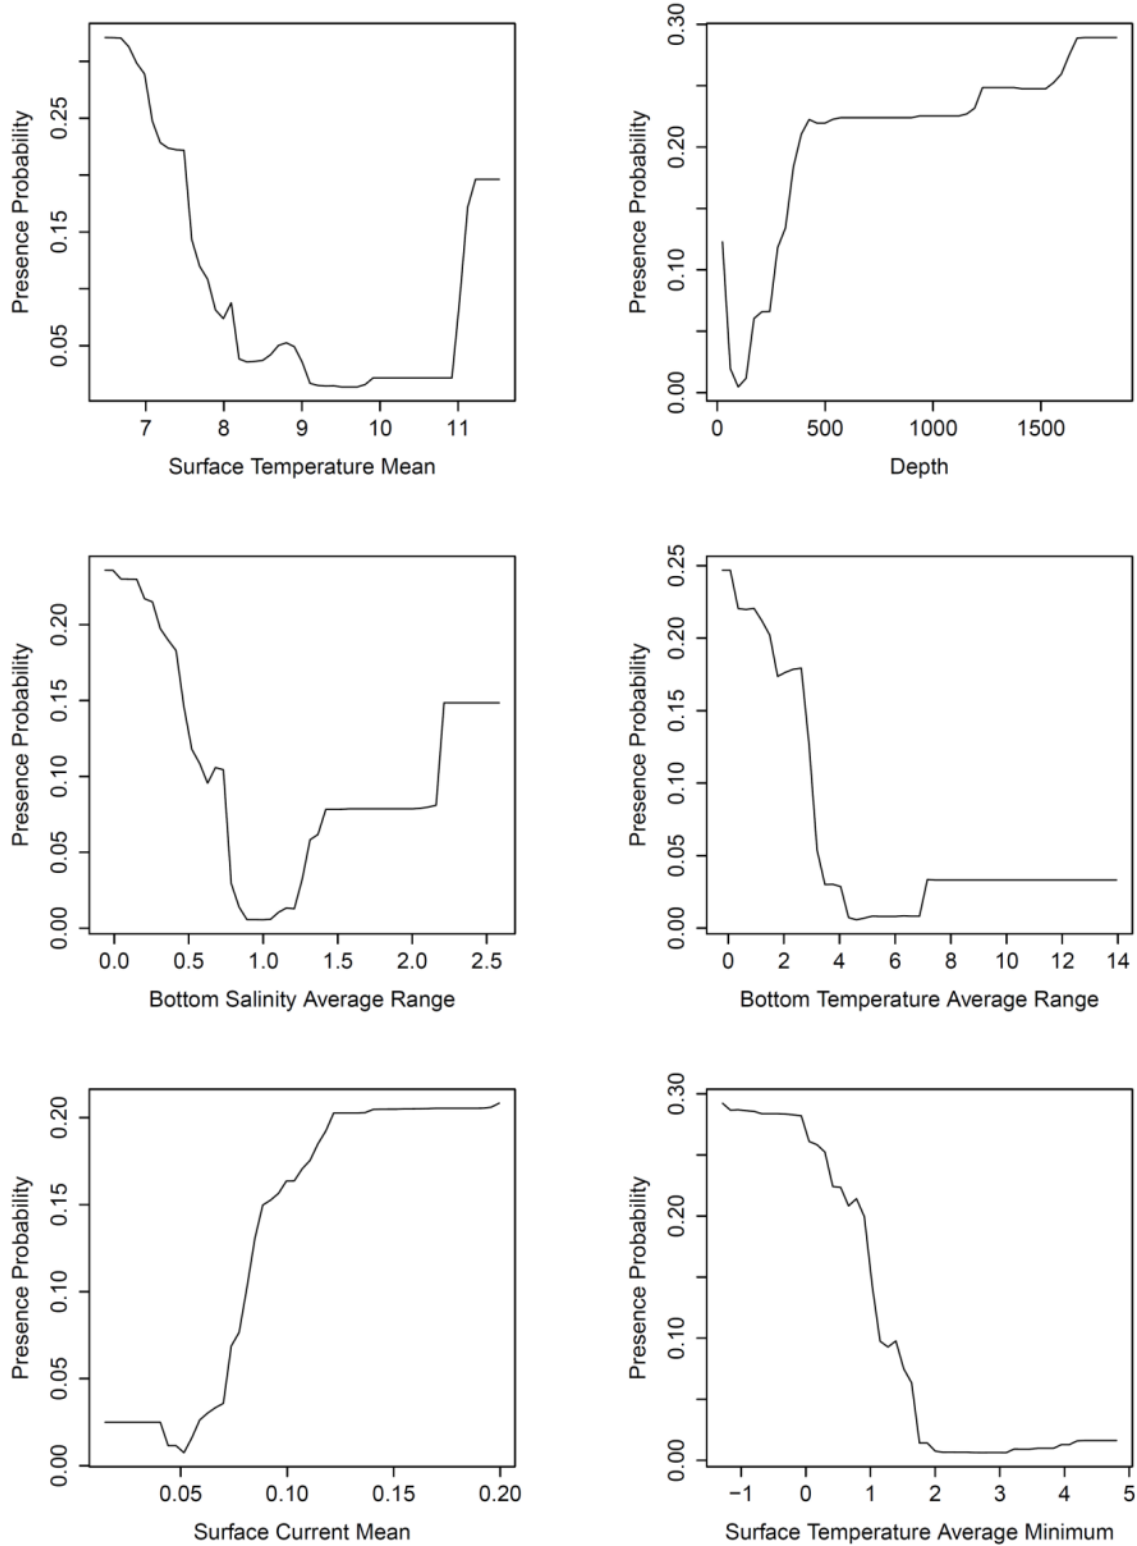 Presence Probability
0.05
0.15
0.25
7 8 9 10 11
Surface Temperature Mean
Presence Probability
0.00
0.10
0.20
0.30
0 500 1000 1500
Depth
Presence Probability
0.00
0.05
0.10
0.15
0.20
0.0 0.5 1.0 1.5 2.0 2.5
Bottom Salinity Average Range
Presence Probability
0.00
0.05
0.10
0.15
0.20
0.25
0 2 4 6 8 10 12 14
Bottom Temperature Average Range
Presence Probability
0.00
0.05
0.10
0.15
0.20
0.05 0.10 0.15 0.20
Surface Current Mean
Presence Probability
0.00
0.10
0.20
0.30
−1 0 1 2 3 4 5
Surface Temperature Average Minimum